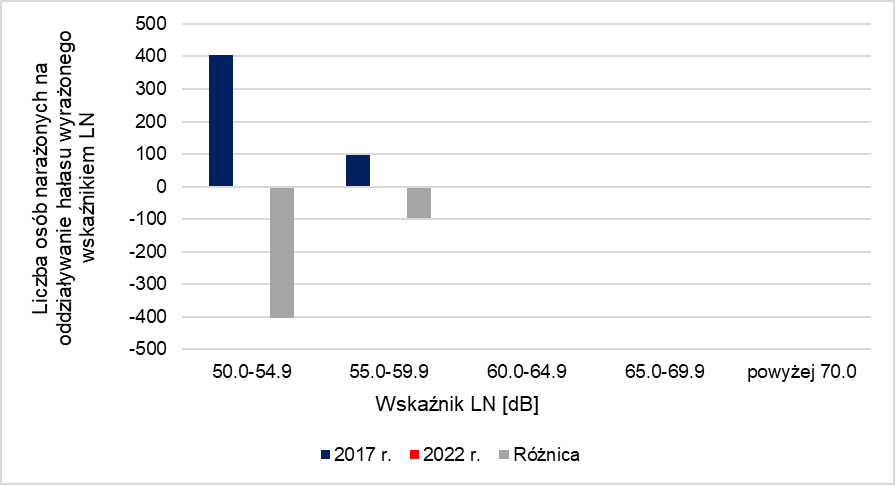 Liczba osób narażonych na
oddziaływanie hałasu wyrażonego
wskaźnikiem LN
500
400
300
200
100
0
-100
-200
-300
-400
-500
50.0-54.9 55.0-59.9 60.0-64.9 65.0-69.9 powyżej 70.0
Wskaźnik LN [dB]
2017 r. 2022 r. Różnica